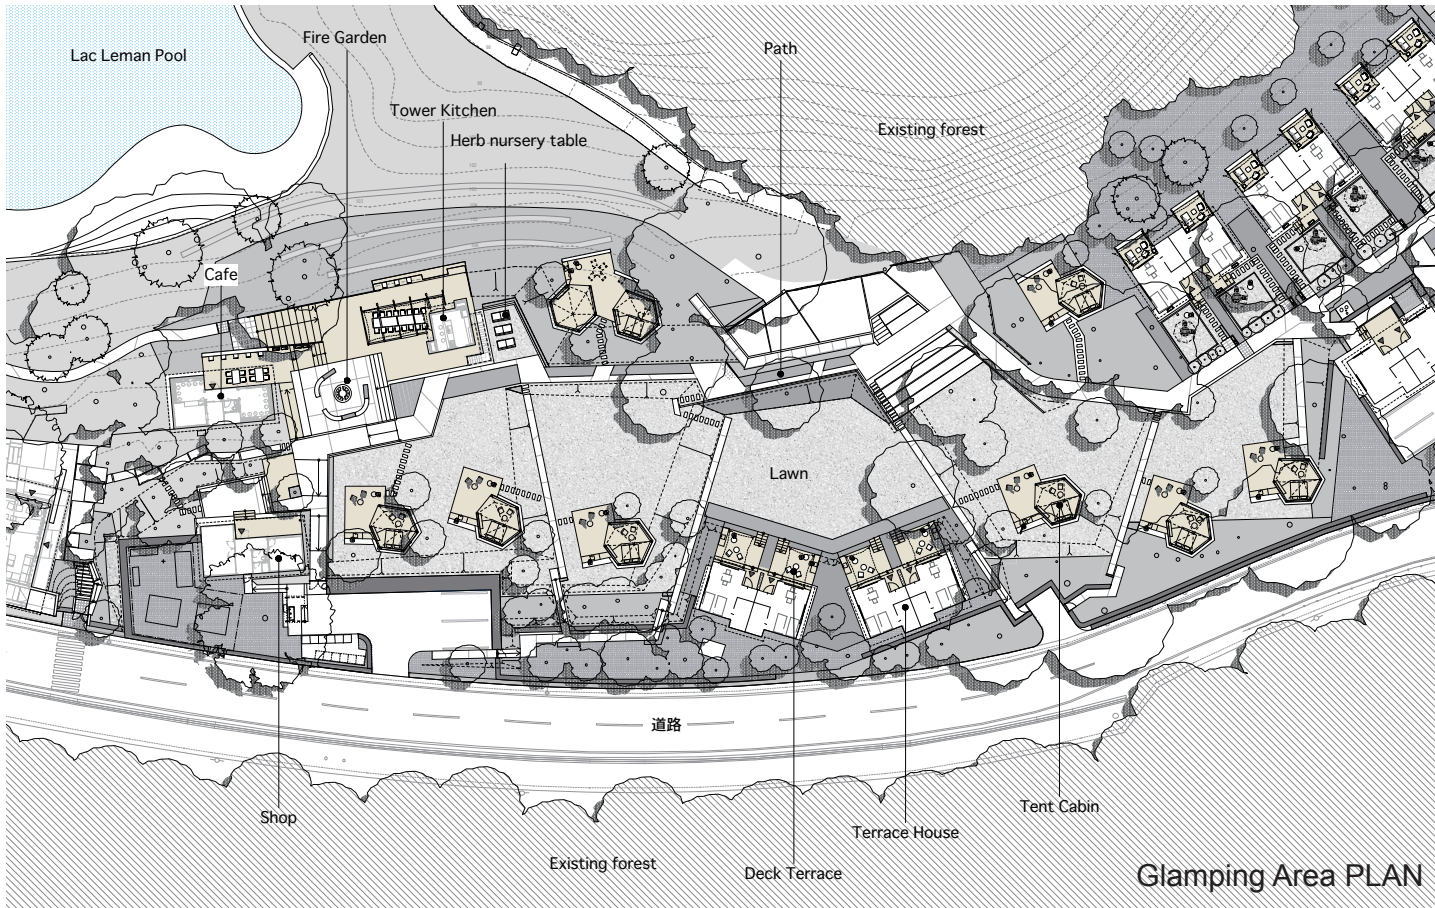 Fire Garden
Lac Leman Pool
Path
Tower Kitchen
Existing forest
Herb nursery table
Cafe
Lawn
道路
Tent Cabin
Shop
Terrace House
Existing forest
Deck Terrace
Glamping Area PLAN